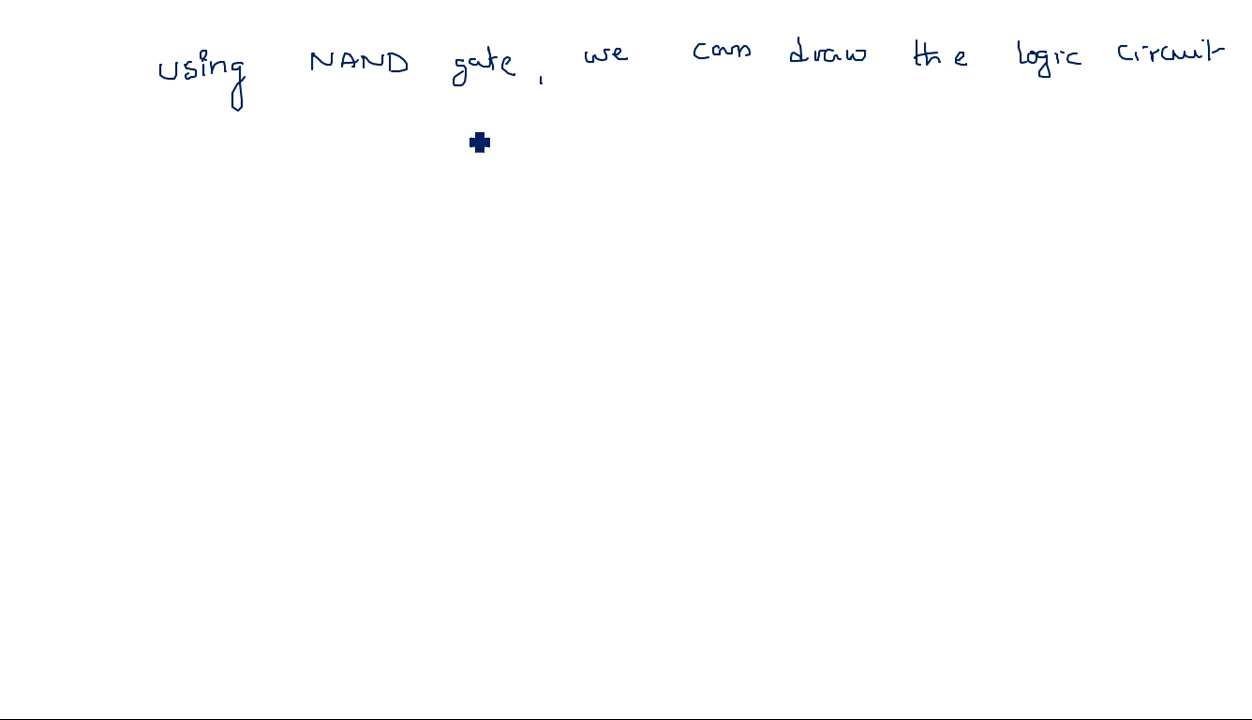 using NAND gate, we can draw the logic circuit